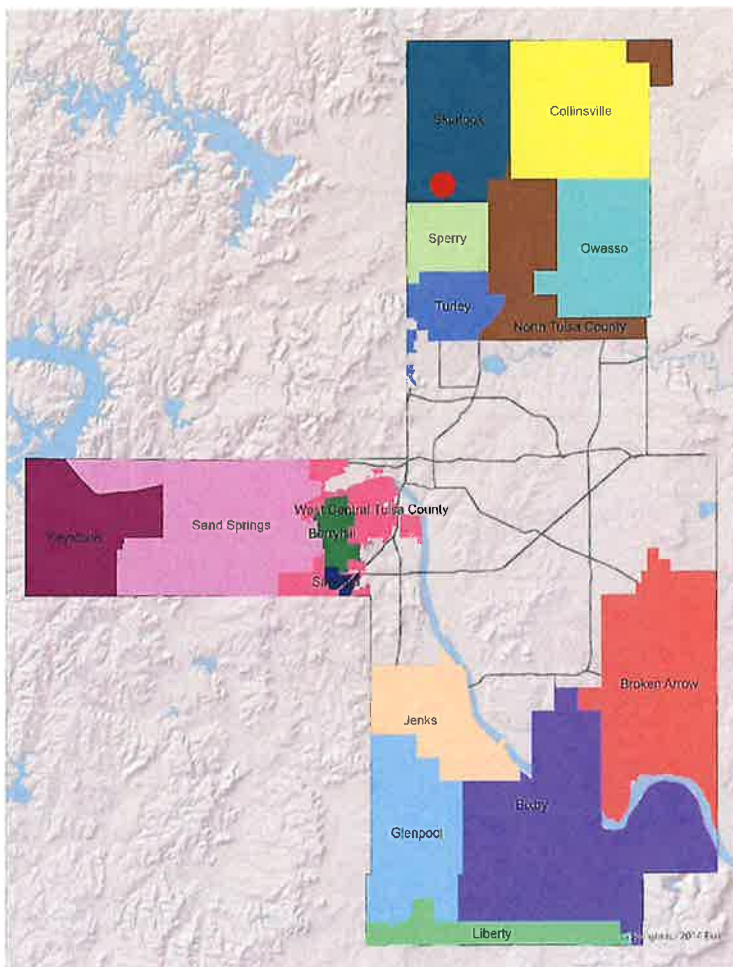 Collinsville
Skiatook
Sperry
Owasso
Turley
North Tulsa County
West Central Tulsa County
Sand Springs
Berryhill
Keystone
Broken Arrow
Jenks
Bixby
Glenpool
Liberty